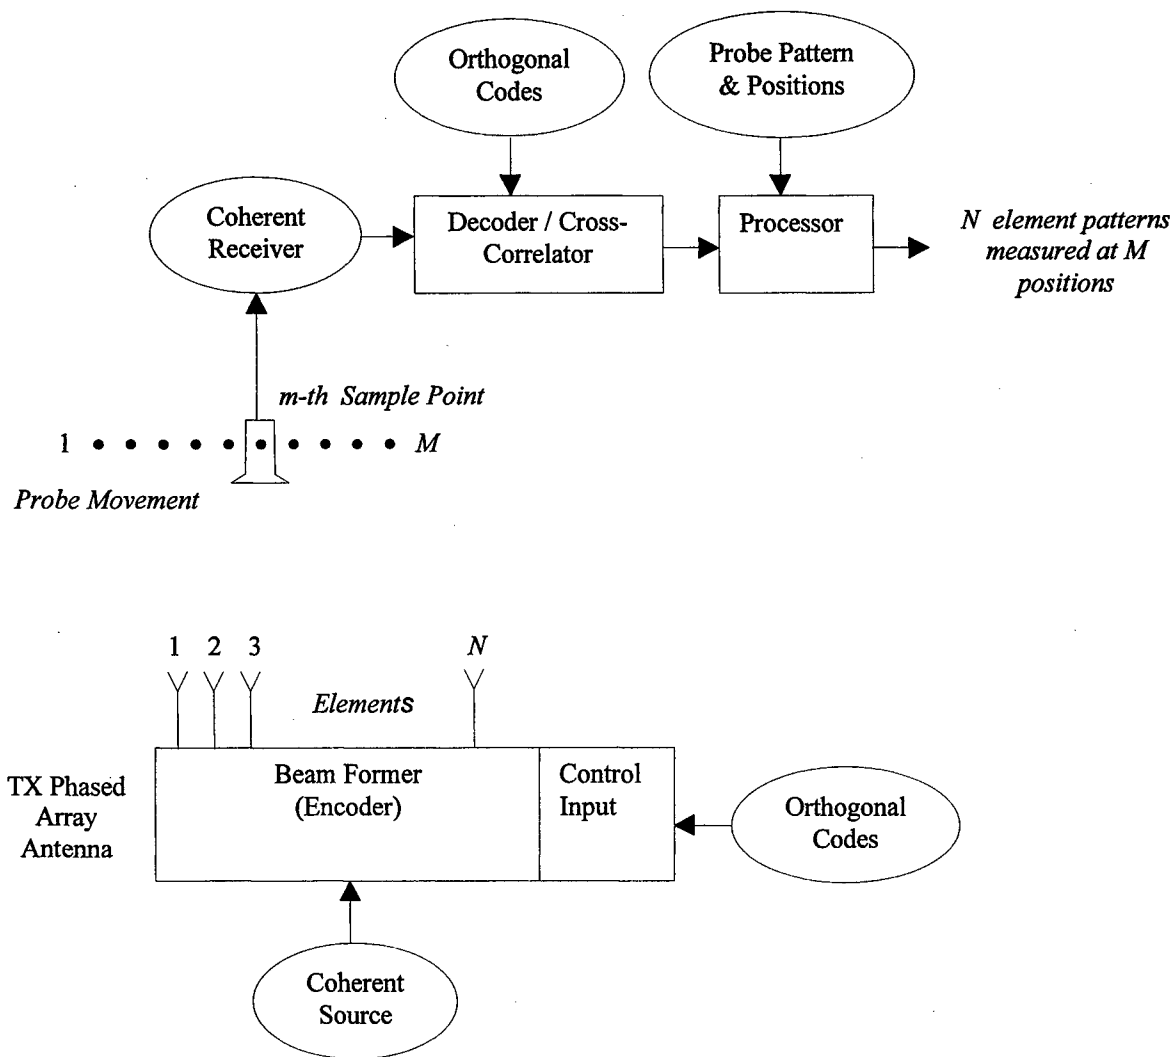 Orthogonal
Codes
Probe Pattern
& Positions
Coherent
Receiver
Decoder / Cross-
Correlator
Processor
N element patterns
measured at M
positions
m-th Sample Point
1
M
Probe Movement
1
2
3
N
Elements
TX Phased
Array
Antenna
Beam Former
(Encoder)
Control
Input
Orthogonal
Codes
Coherent
Source